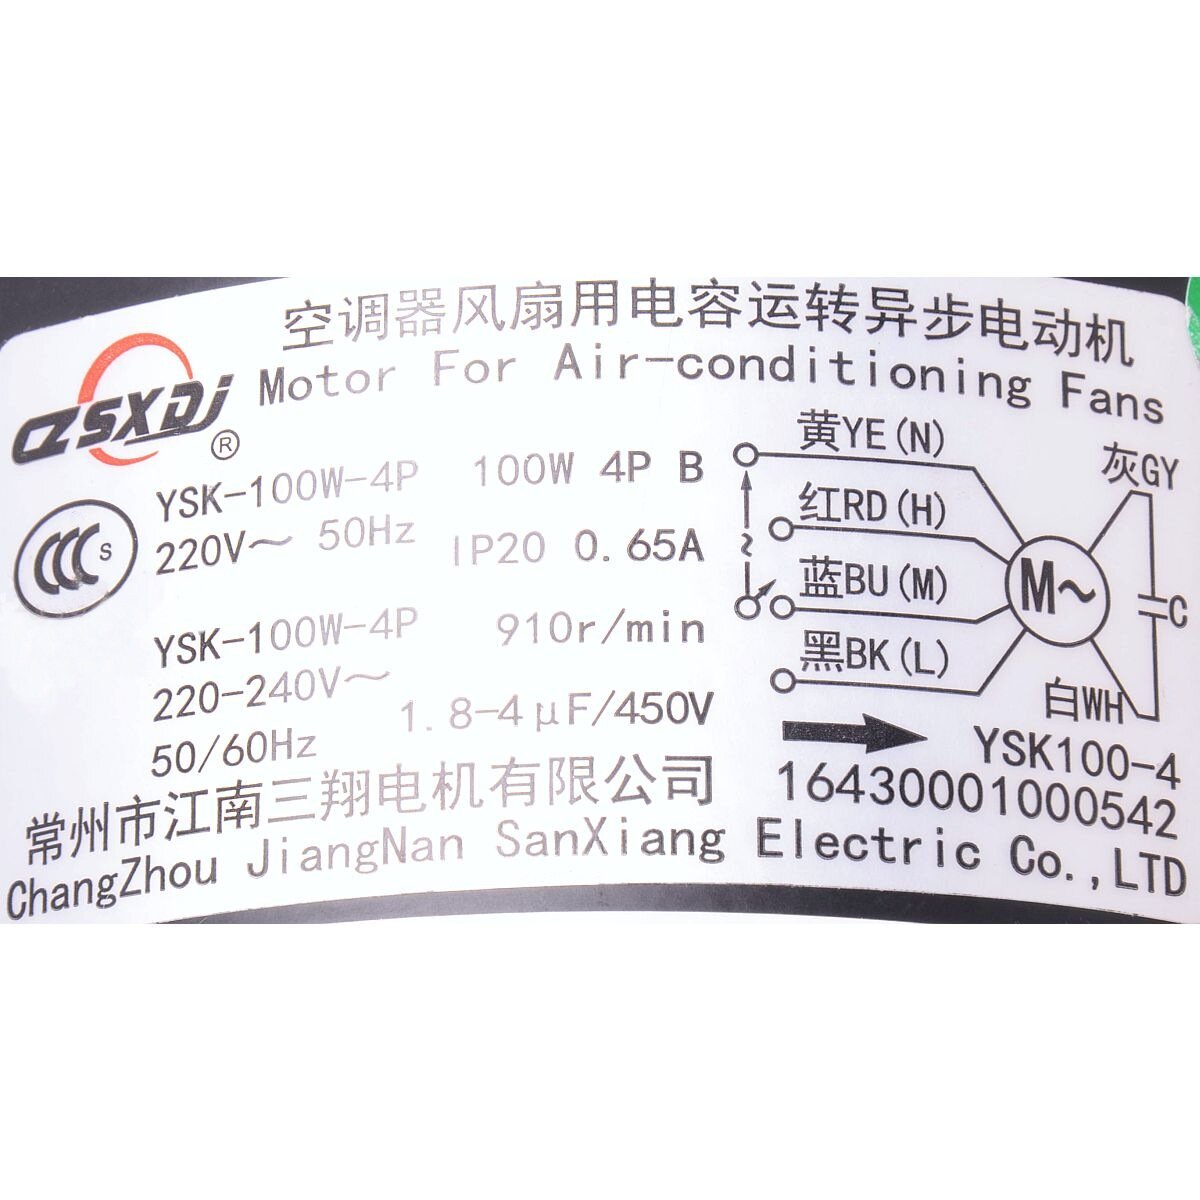 空调器风扇用电容运转异步电动机
Motor For Air-conditioning Fans
CZSXDJ ®
CCC S
YSK-100W-4P 100W 4P B
220V～ 50Hz IP20 0.65A
YSK-100W-4P 910r/min
220-240V～
50/60Hz 1.8-4μF/450V
黄YE(N)
红RD(H)
蓝BU(M)
黑BK(L)
～
M～
灰GY
C
白WH
YSK100-4
16430001000542
常州市江南三翔电机有限公司
ChangZhou JiangNan SanXiang Electric Co.,LTD